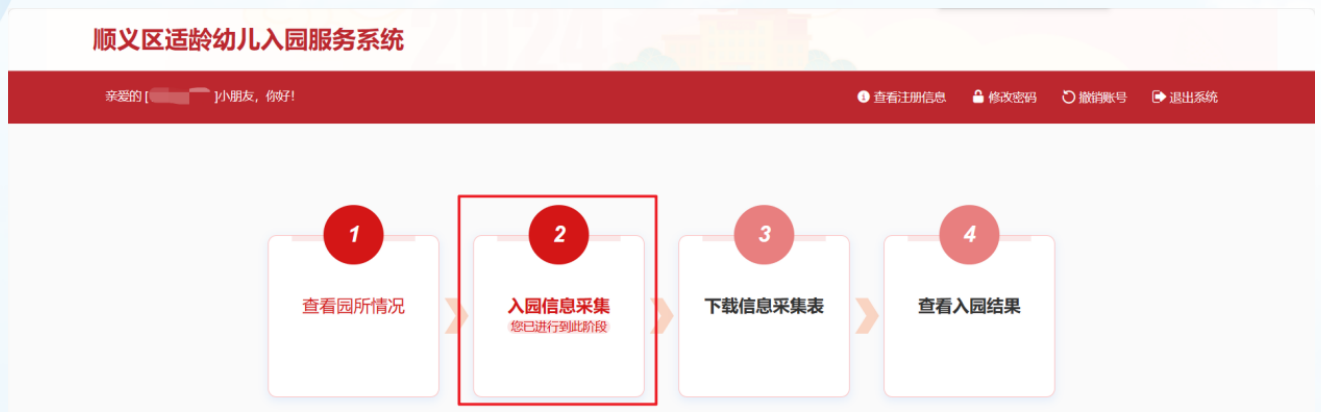 顺义区适龄幼儿入园服务系统
亲爱的 [ ]小朋友，你好!
查看注册信息 修改密码 撤销账号 退出系统
1 2 3 4
查看园所情况 入园信息采集 下载信息采集表 查看入园结果
您已进行到此阶段